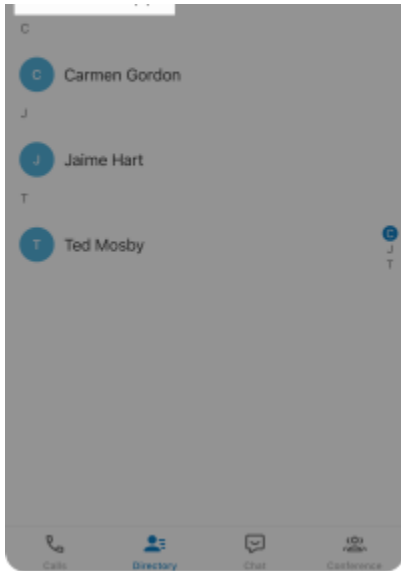 C
C Carmen Gordon
J
J Jaime Hart
T
T Ted Mosby
C
J
T
Calls Directory Chat Conference